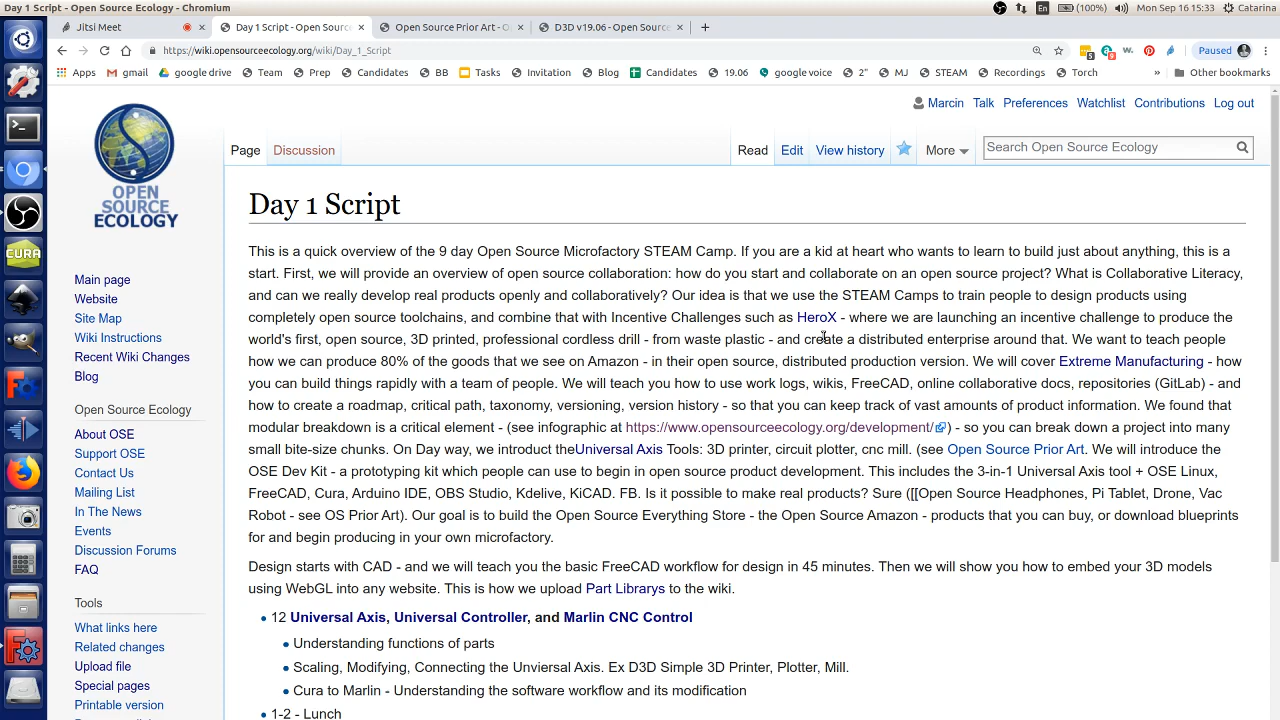 Day 1 Script - Open Source Ecology - Chromium
En
(100%)
Mon Sep 16 15:33
Catarina
Jitsi Meet
Day 1 Script - Open Source
Open Source Prior Art -
D3D v19.06 - Open Source
https://wiki.opensourceecology.org/wiki/Day_1_Script
Paused
Apps
gmail
google drive
Team
Prep
Candidates
BB
Tasks
Invitation
Blog
Candidates
19.06
google voice
2"
MJ
STEAM
Recordings
Torch
»
Other bookmarks
Marcin
Talk
Preferences
Watchlist
Contributions
Log out
OPEN
SOURCE
ECOLOGY
Page
Discussion
Read
Edit
View history
More
Search Open Source Ecology
CURA
Main page
Website
Site Map
Wiki Instructions
Recent Wiki Changes
Blog
Open Source Ecology
About OSE
Support OSE
Contact Us
Mailing List
In The News
Events
Discussion Forums
FAQ
Tools
What links here
Related changes
Upload file
Special pages
Printable version
Day 1 Script
This is a quick overview of the 9 day Open Source Microfactory STEAM Camp. If you are a kid at heart who wants to learn to build just about anything, this is a
start. First, we will provide an overview of open source collaboration: how do you start and collaborate on an open source project? What is Collaborative Literacy,
and can we really develop real products openly and collaboratively? Our idea is that we use the STEAM Camps to train people to design products using
completely open source toolchains, and combine that with Incentive Challenges such as HeroX - where we are launching an incentive challenge to produce the
world's first, open source, 3D printed, professional cordless drill - from waste plastic - and create a distributed enterprise around that. We want to teach people
how we can produce 80% of the goods that we see on Amazon - in their open source, distributed production version. We will cover Extreme Manufacturing - how
you can build things rapidly with a team of people. We will teach you how to use work logs, wikis, FreeCAD, online collaborative docs, repositories (GitLab) - and
how to create a roadmap, critical path, taxonomy, versioning, version history - so that you can keep track of vast amounts of product information. We found that
modular breakdown is a critical element - (see infographic at https://www.opensourceecology.org/development/ ) - so you can break down a project into many
small bite-size chunks. On Day way, we introduce theUniversal Axis Tools: 3D printer, circuit plotter, cnc mill. (see Open Source Prior Art. We will introduce the
OSE Dev Kit - a prototyping kit which people can use to begin in open source product development. This includes the 3-in-1 Universal Axis tool + OSE Linux,
FreeCAD, Cura, Arduino IDE, OBS Studio, Kdelive, KiCAD. FB. Is it possible to make real products? Sure ([[Open Source Headphones, Pi Tablet, Drone, Vac
Robot - see OS Prior Art). Our goal is to build the Open Source Everything Store - the Open Source Amazon - products that you can buy, or download blueprints
for and begin producing in your own microfactory.
Design starts with CAD - and we will teach you the basic FreeCAD workflow for design in 45 minutes. Then we will show you how to embed your 3D models
using WebGL into any website. This is how we upload Part Librarys to the wiki.
12 Universal Axis, Universal Controller, and Marlin CNC Control
Understanding functions of parts
Scaling, Modifying, Connecting the Unviersal Axis. Ex D3D Simple 3D Printer, Plotter, Mill.
Cura to Marlin - Understanding the software workflow and its modification
1-2 - Lunch